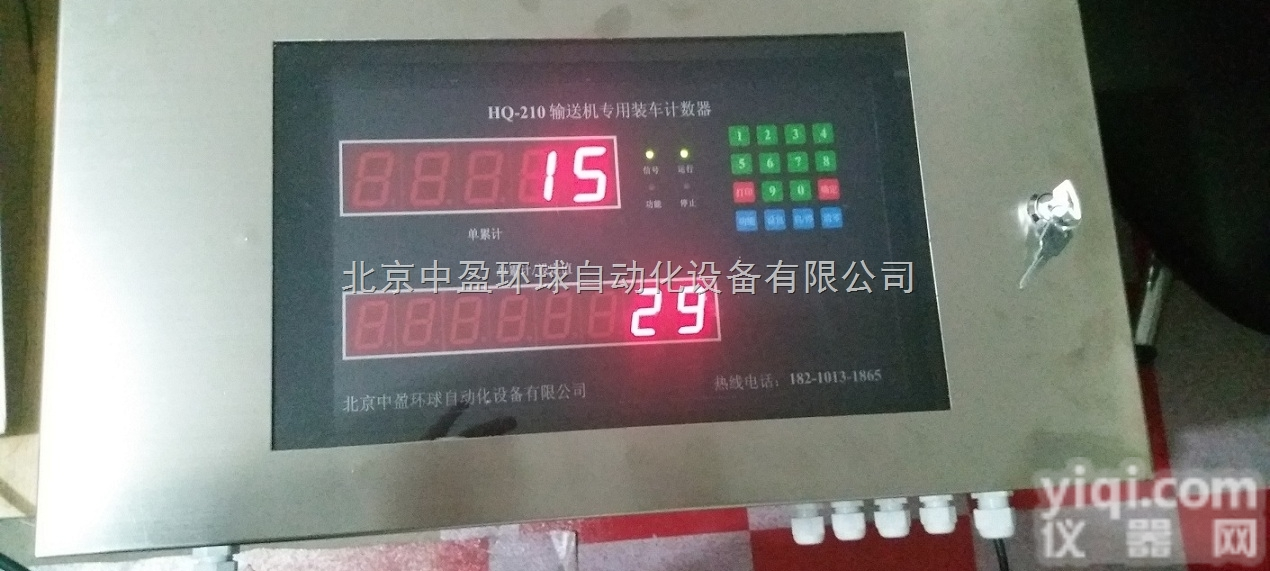 HQ-210 输送机专用装车计数器
15
信号 运行
功能 停止
1 2 3 4
5 6 7 8
打印 9 0 确定
单累计
北京中盈环球自动化设备有限公司
29
北京中盈环球自动化设备有限公司
热线电话：182-1013-1865
yiqi.com
仪器网